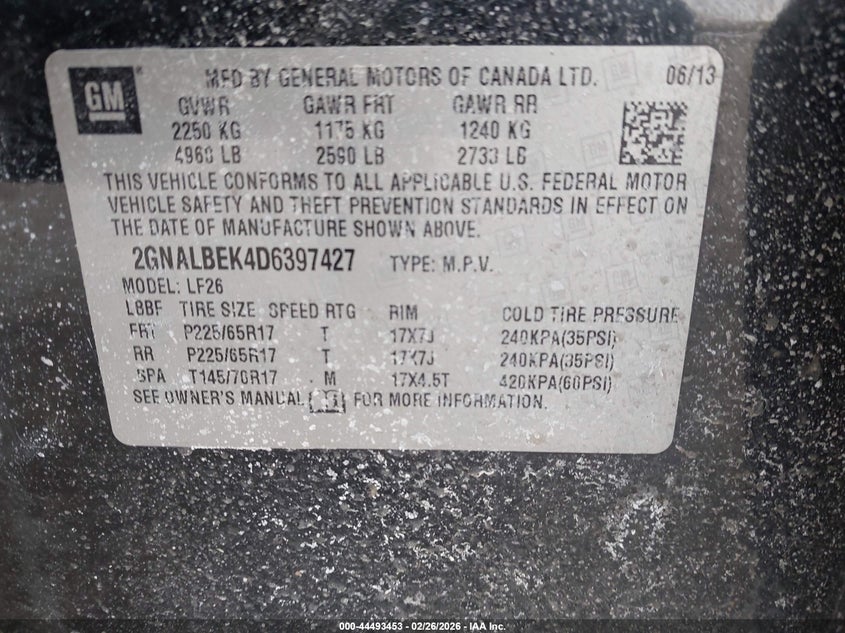 GM ® MFD BY GENERAL MOTORS OF CANADA LTD. 06/13
GVWR GAWR FRT GAWR RR
2250 KG 1175 KG 1240 KG
4960 LB 2590 LB 2733 LB
THIS VEHICLE CONFORMS TO ALL APPLICABLE U.S. FEDERAL MOTOR
VEHICLE SAFETY AND THEFT PREVENTION STANDARDS IN EFFECT ON
THE DATE OF MANUFACTURE SHOWN ABOVE.
2GNALBEK4D6397427 TYPE: M.P.V.
MODEL: LF26
L8BF TIRE SIZE SPEED RTG RIM COLD TIRE PRESSURE
FRT P225/65R17 T 17X7J 240KPA(35PSI)
RR P225/65R17 T 17X7J 240KPA(35PSI)
SPA T145/70R17 M 17X4.5T 420KPA(60PSI)
SEE OWNER'S MANUAL FOR MORE INFORMATION.
000-44493453 - 02/26/2026 - IAA Inc.